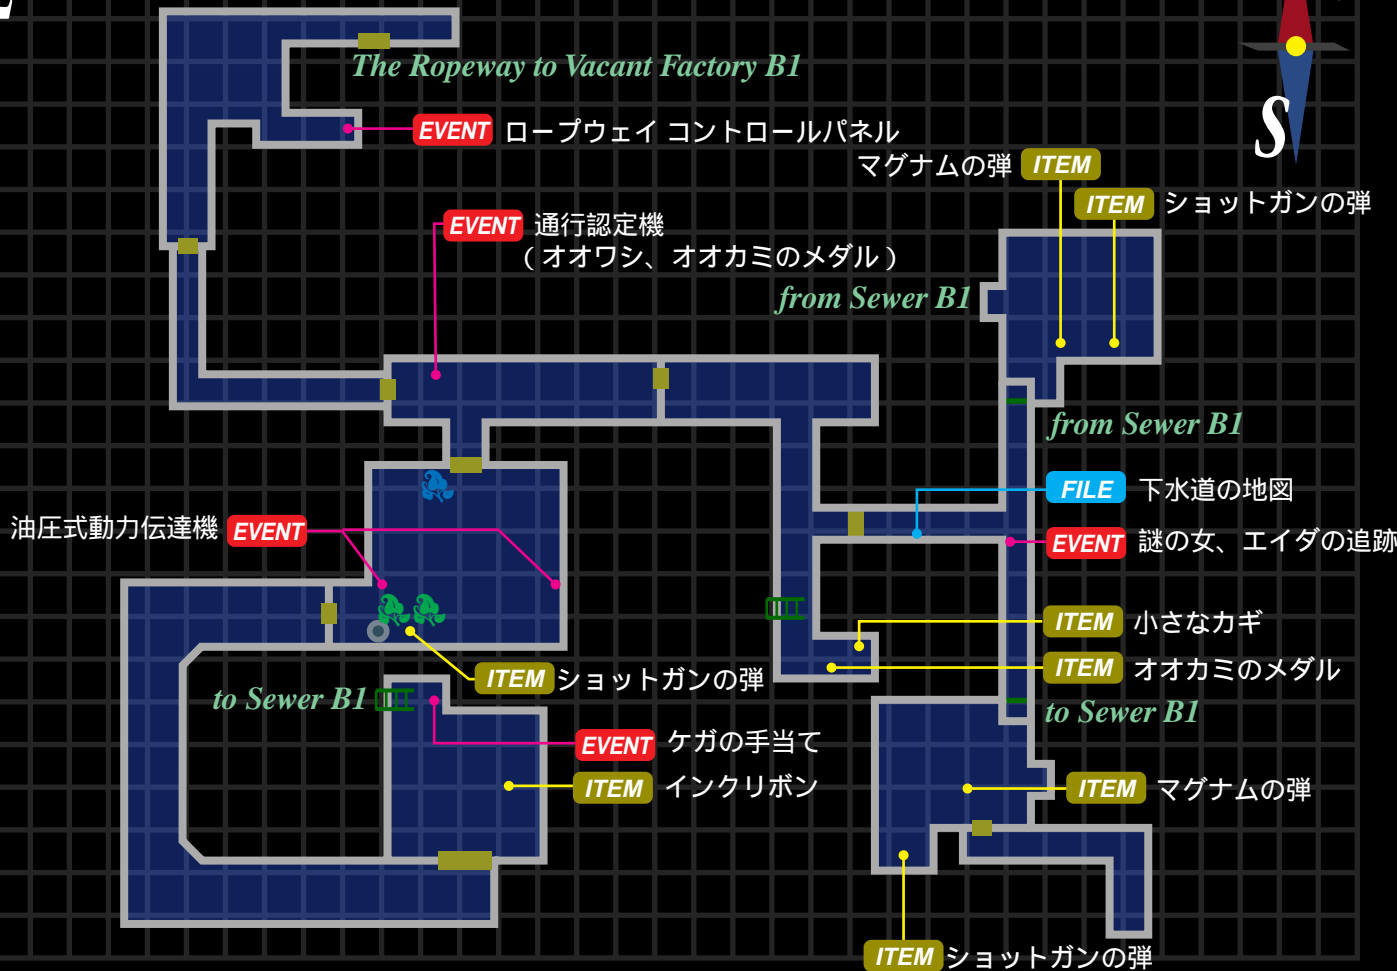 The Ropeway to Vacant Factory B1
EVENT ロープウェイ コントロールパネル
S
マグナムの弾 ITEM
ITEM ショットガンの弾
EVENT 通行認定機
（オオワシ、オオカミのメダル）
from Sewer B1
from Sewer B1
FILE 下水道の地図
油圧式動力伝達機 EVENT
EVENT 謎の女、エイダの追跡
ITEM 小さなカギ
ITEM オオカミのメダル
ITEM ショットガンの弾
to Sewer B1
to Sewer B1
EVENT ケガの手当て
ITEM インクリボン
ITEM マグナムの弾
ITEM ショットガンの弾